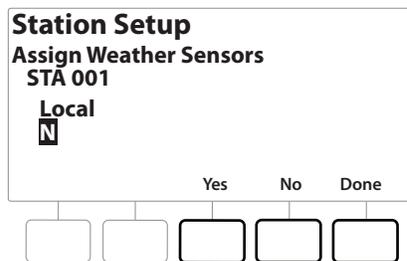 Station Setup
Assign Weather Sensors
STA 001
Local
N
Yes No Done